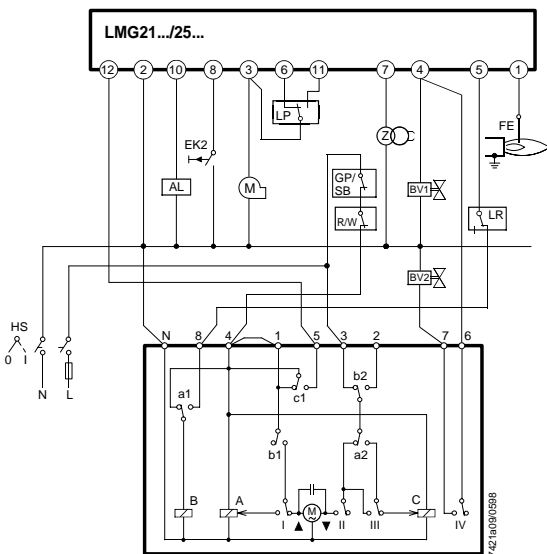 LMG21.../25...
12 2 10 8 3 6 11 7 4 5 1
LP
FE
EK2
Z
AL
M
GP/
SB
R/W
BV1
LR
BV2
HS
0 I
N L
N 8 4 1 5 3 2 7 6
c1
b2
a1
b1
a2
B A C
I M II III IV
7421a09/0598